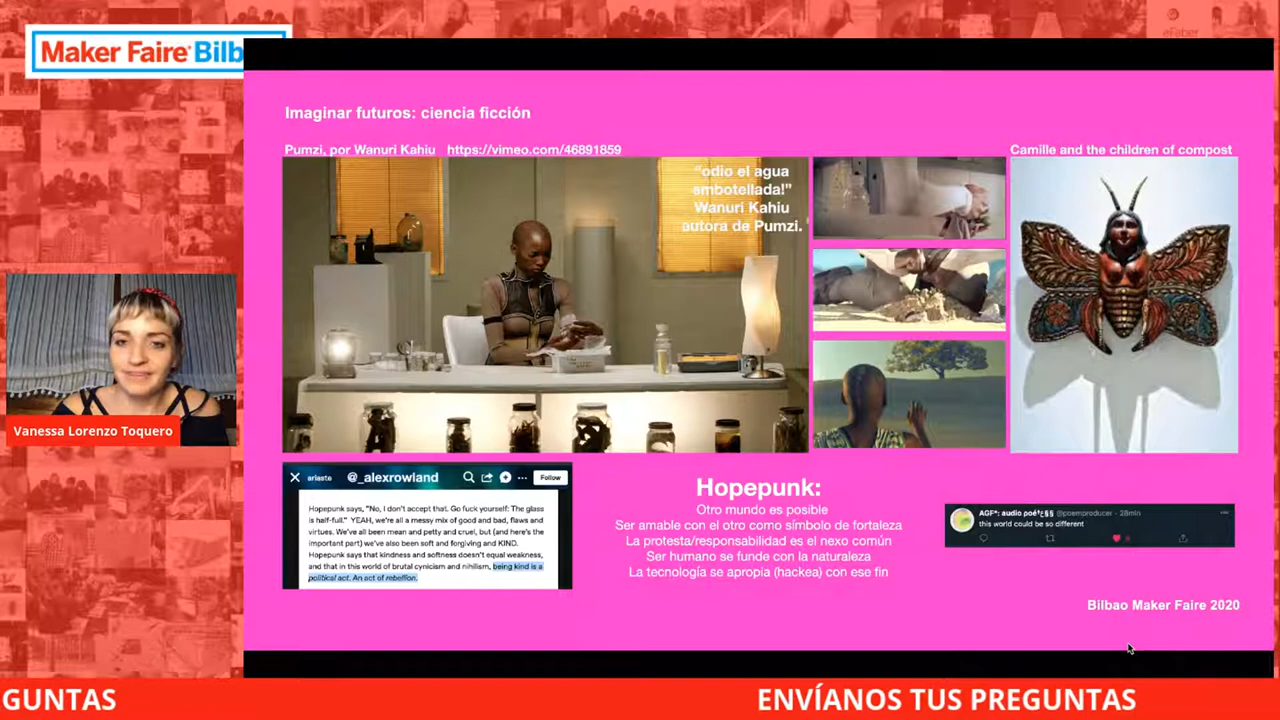 Maker Faire Bilb
Imaginar futuros: ciencia ficción
Pumzi, por Wanuri Kahiu https://vimeo.com/46891859
Camille and the children of compost
"odio el agua
embotellada!"
Wanuri Kahiu
autora de Pumzi.
Vanessa Lorenzo Toquero
ariaste @_alexrowland Follow
Hopepunk says, "No, I don't accept that. Go fuck yourself: The glass
is half-full." YEAH, we're all a messy mix of good and bad, flaws and
virtues. We've all been mean and petty and cruel, but (and here's the
important part) we've also been soft and forgiving and KIND.
Hopepunk says that kindness and softness doesn't equal weakness,
and that in this world of brutal cynicism and nihilism, being kind is a
political act. An act of rebellion.
Hopepunk:
Otro mundo es posible
Ser amable con el otro como símbolo de fortaleza
La protesta/responsabilidad es el nexo común
Ser humano se funde con la naturaleza
La tecnología se apropia (hackea) con ese fin
@poemproducer · 28min
this world could be so different
Bilbao Maker Faire 2020
GUNTAS ENVÍANOS TUS PREGUNTAS